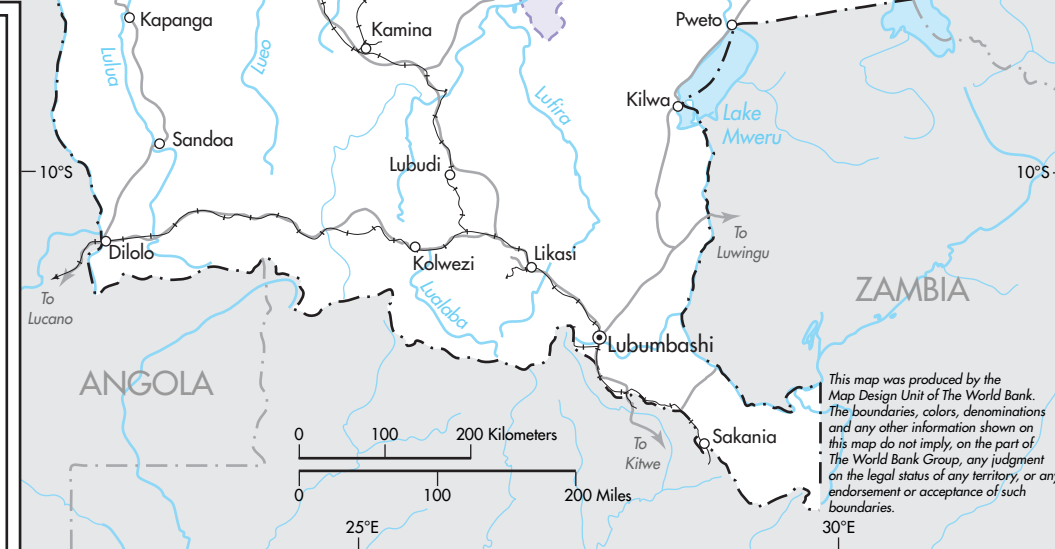 Kapanga
Kamina
Pweto
Lulua
Lueo
Lufira
Kilwa
Lake
Mweru
Sandoa
Lubudi
10°S
10°S
To
Luwingu
Dilolo
Kolwezi
Likasi
To
Lucano
Lualaba
ZAMBIA
Lubumbashi
ANGOLA
This map was produced by the
Map Design Unit of The World Bank.
The boundaries, colors, denominations
and any other information shown on
this map do not imply, on the part of
The World Bank Group, any judgment
on the legal status of any territory, or any
endorsement or acceptance of such
boundaries.
0 100 200 Kilometers
0 100 200 Miles
To
Kitwe
Sakania
25°E
30°E